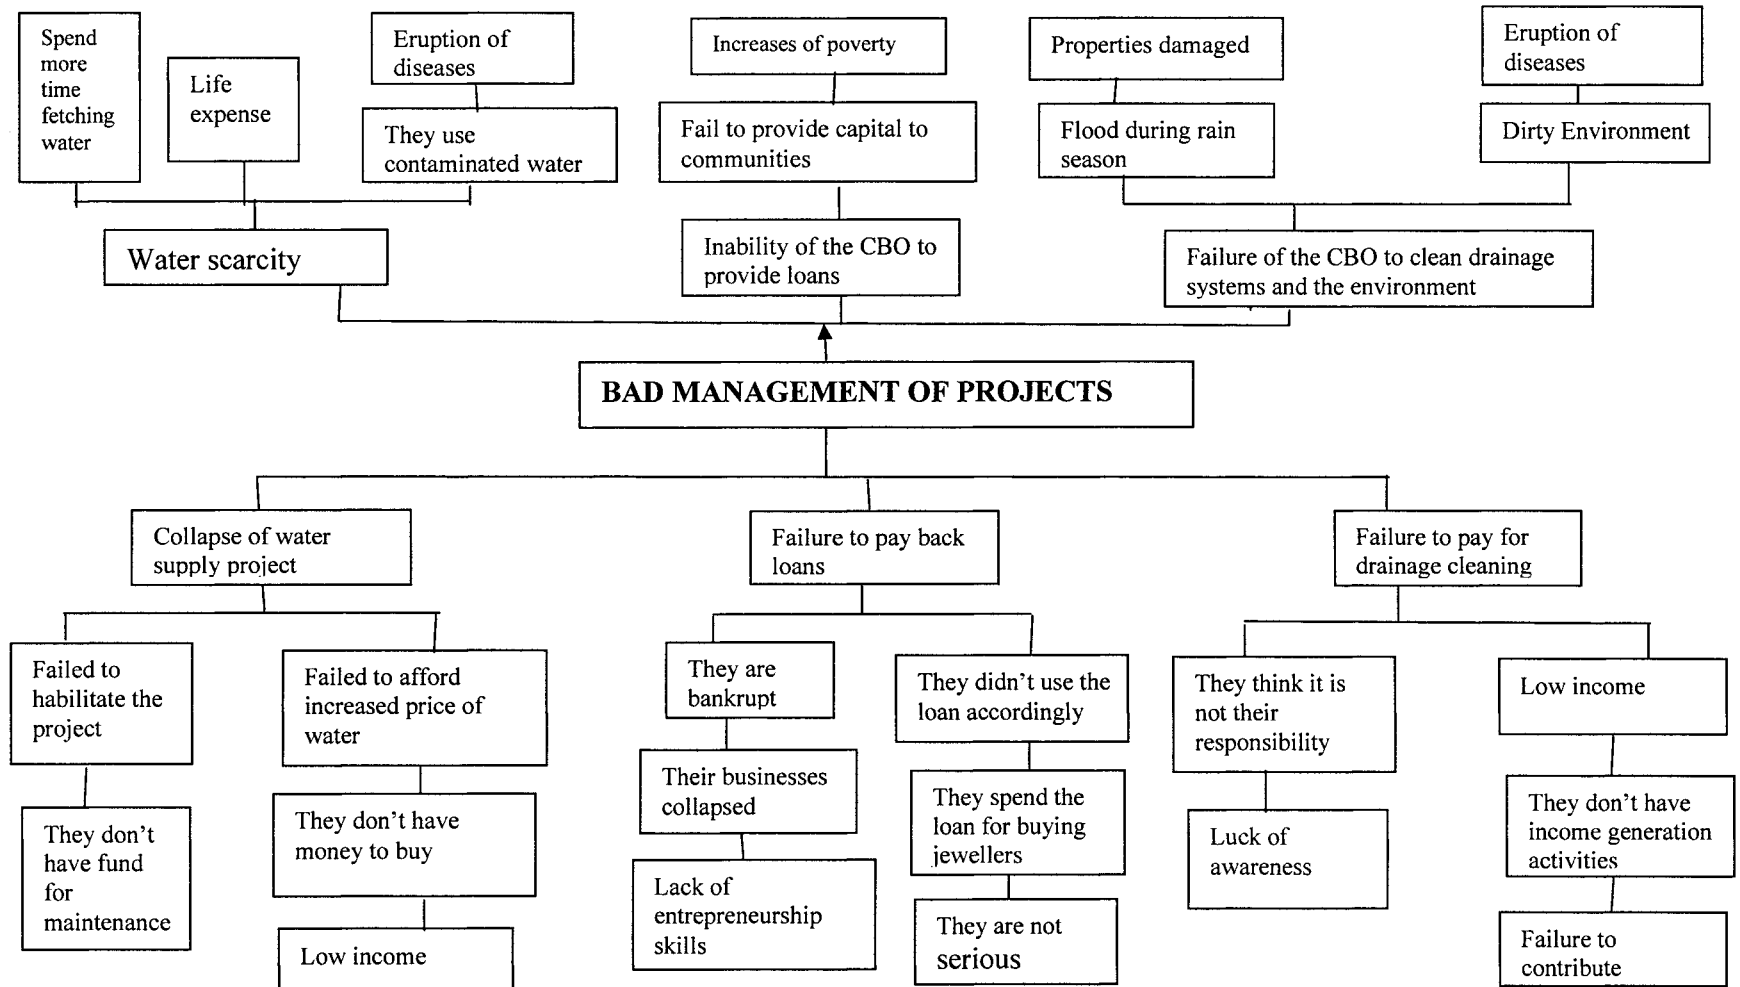 Spend
more
time
fetching
water
Life
expense
Eruption of
diseases
They use
contaminated water
Increases of poverty
Fail to provide capital to
communities
Properties damaged
Flood during rain
season
Eruption of
diseases
Dirty Environment
Water scarcity
Inability of the CBO to
provide loans
Failure of the CBO to clean drainage
systems and the environment
BAD MANAGEMENT OF PROJECTS
Collapse of water
supply project
Failure to pay back
loans
Failure to pay for
drainage cleaning
Failed to
habilitate the
project
They don't
have fund
for
maintenance
Failed to afford
increased price of
water
They don't have
money to buy
Low income
They are
bankrupt
Their businesses
collapsed
Lack of
entrepreneurship
skills
They didn't use the
loan accordingly
They spend the
loan for buying
jewellers
They are not
serious
They think it is
not their
responsibility
Luck of
awareness
Low income
They don't have
income generation
activities
Failure to
contribute